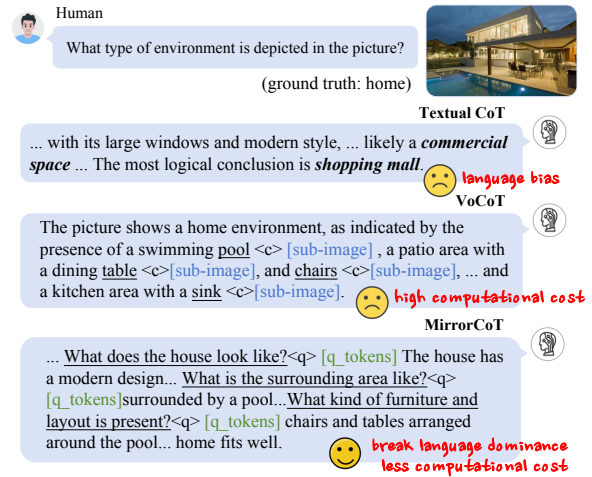 Human
What type of environment is depicted in the picture?
(ground truth: home)
Textual CoT
... with its large windows and modern style, ... likely a commercial
space ... The most logical conclusion is shopping mall.
language bias
VoCoT
The picture shows a home environment, as indicated by the
presence of a swimming pool <c> [sub-image] , a patio area with
a dining table <c>[sub-image], and chairs <c>[sub-image], ... and
a kitchen area with a sink <c>[sub-image].
high computational cost
MirrorCoT
... What does the house look like?<q> [q_tokens] The house has
a modern design... What is the surrounding area like?<q>
[q_tokens]surrounded by a pool...What kind of furniture and
layout is present?<q> [q_tokens] chairs and tables arranged
around the pool... home fits well.
break language dominance
less computational cost